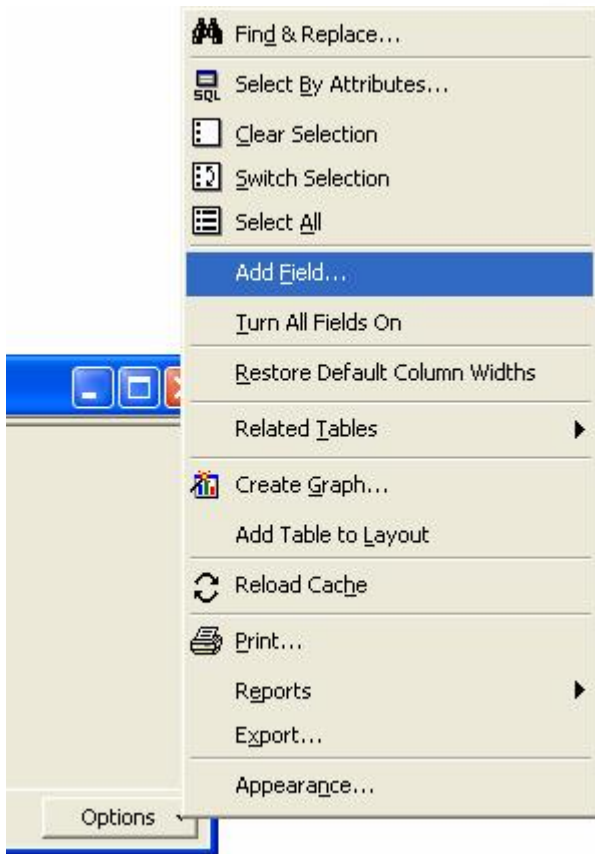 Find & Replace...
SQL Select By Attributes...
Clear Selection
Switch Selection
Select All
Add Field...
Turn All Fields On
Restore Default Column Widths
Related Tables
Create Graph...
Add Table to Layout
Reload Cache
Print...
Reports
Export...
Appearance...
Options